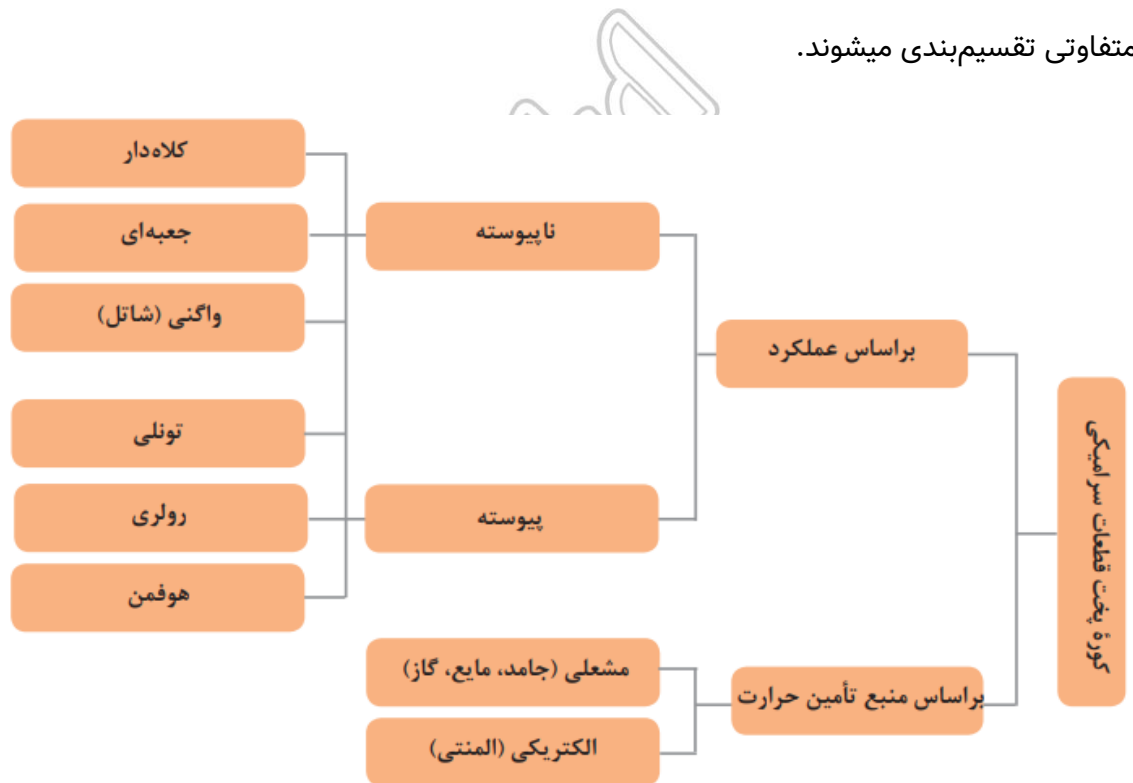 متفاوتی تقسیم‌بندی میشوند.
کورهٔ پخت قطعات سرامیکی
براساس عملکرد
ناپیوسته
کلاه‌دار
جعبه‌ای
واگنی (شاتل)
پیوسته
تونلی
رولری
هوفمن
براساس منبع تأمین حرارت
مشعلی (جامد، مایع، گاز)
الکتریکی (المنتی)